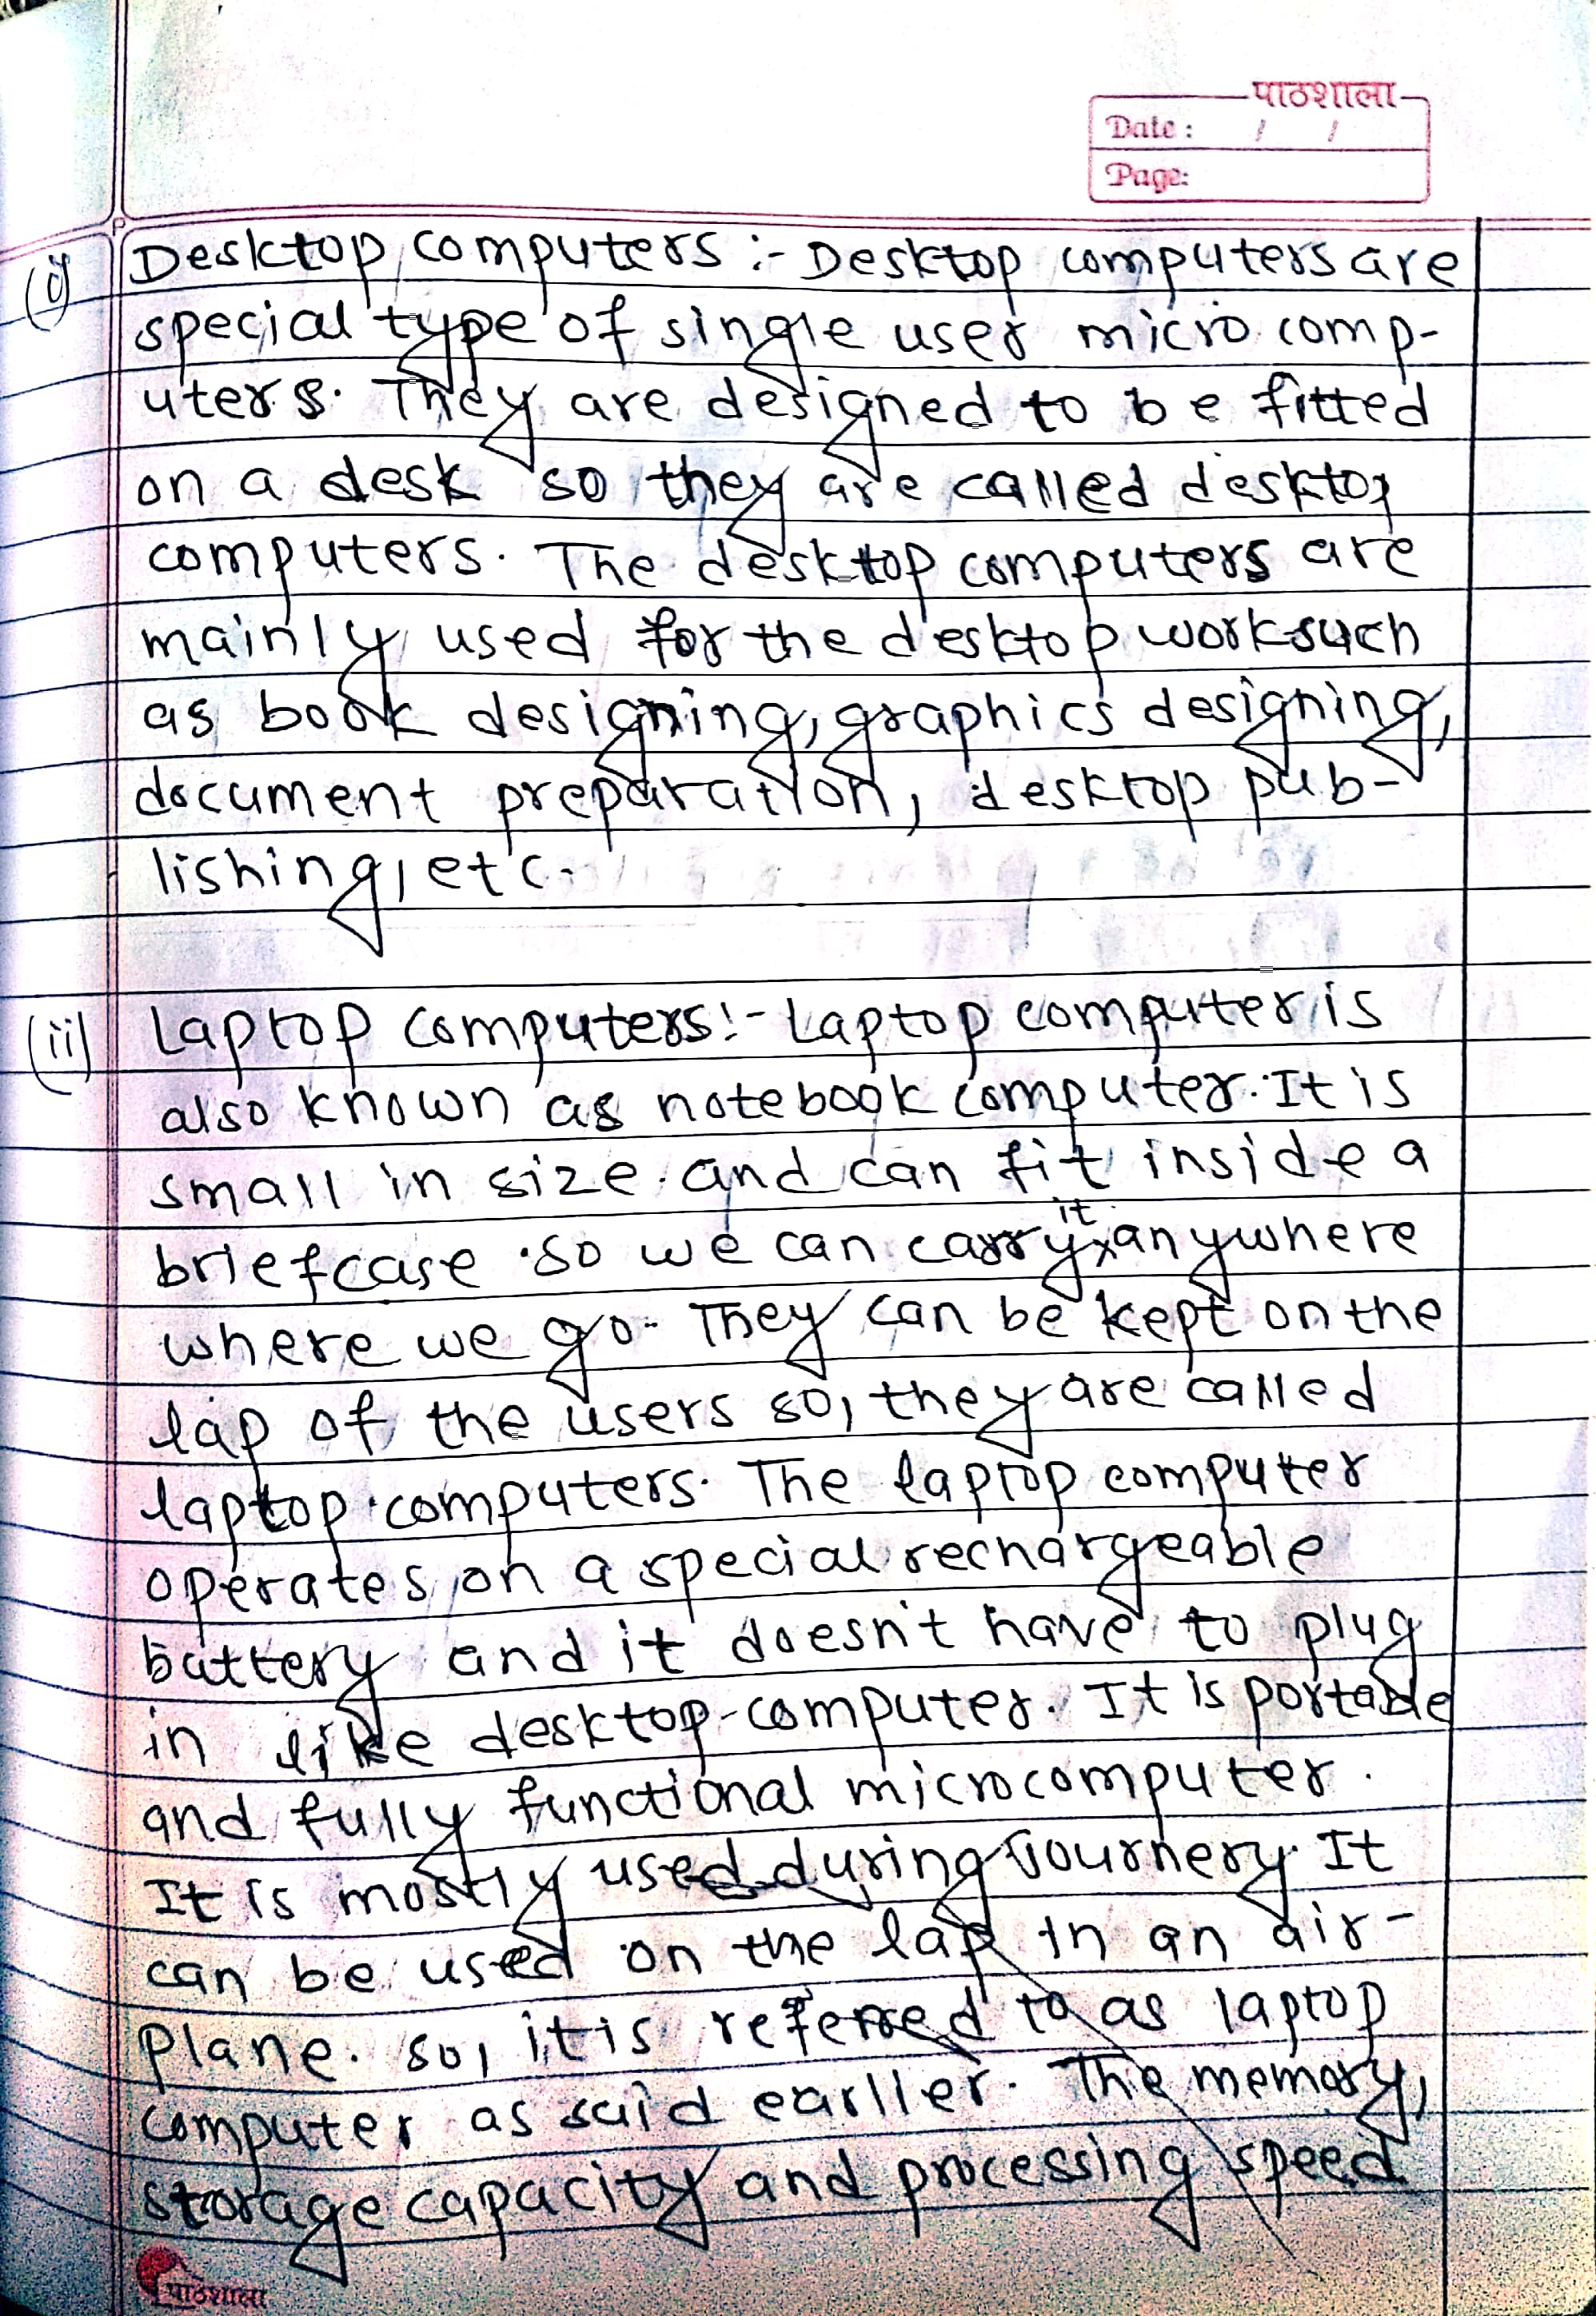 पाठशाला
Date : / /
Page:
(i) Desktop computers :- Desktop computers are
special type of single user micro comp-
uters. They are designed to be fitted
on a desk so they are called desktop
computers. The desktop computers are
mainly used for the desktop work such
as book designing, graphics designing,
document preparation, desktop pub-
lishing, etc.
(ii) Laptop computers:- Laptop computer is
also known as notebook computer. It is
small in size and can fit inside a
briefcase so we can carry it anywhere
where we go. They can be kept on the
lap of the users so, they are called
laptop computers. The laptop computer
operates on a special rechargeable
battery and it doesn't have to plug
in like desktop-computer. It is portable
and fully functional microcomputer.
It is mostly used during Journery. It
can be used on the lap in an air-
plane. so, it is referred to as laptop
computer as said earlier. The memory,
storage capacity and processing speed
पाठशाला